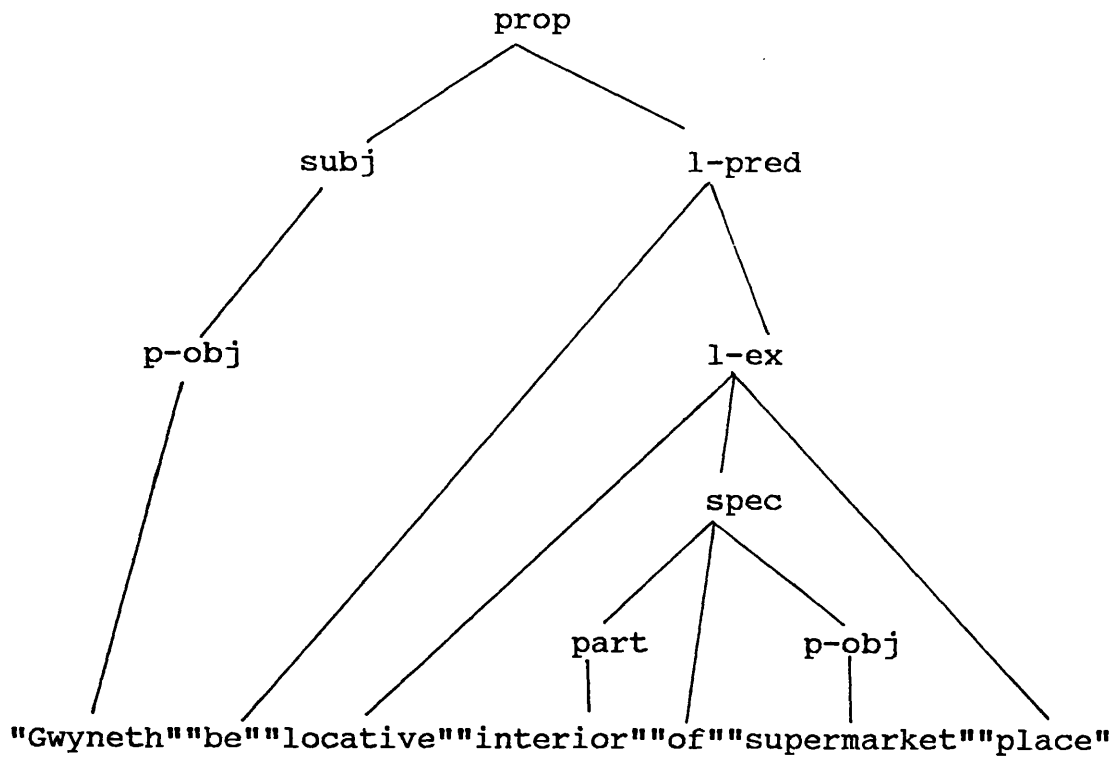 prop
subj l-pred
p-obj l-ex
spec
part p-obj
"Gwyneth""be""locative""interior""of""supermarket""place"